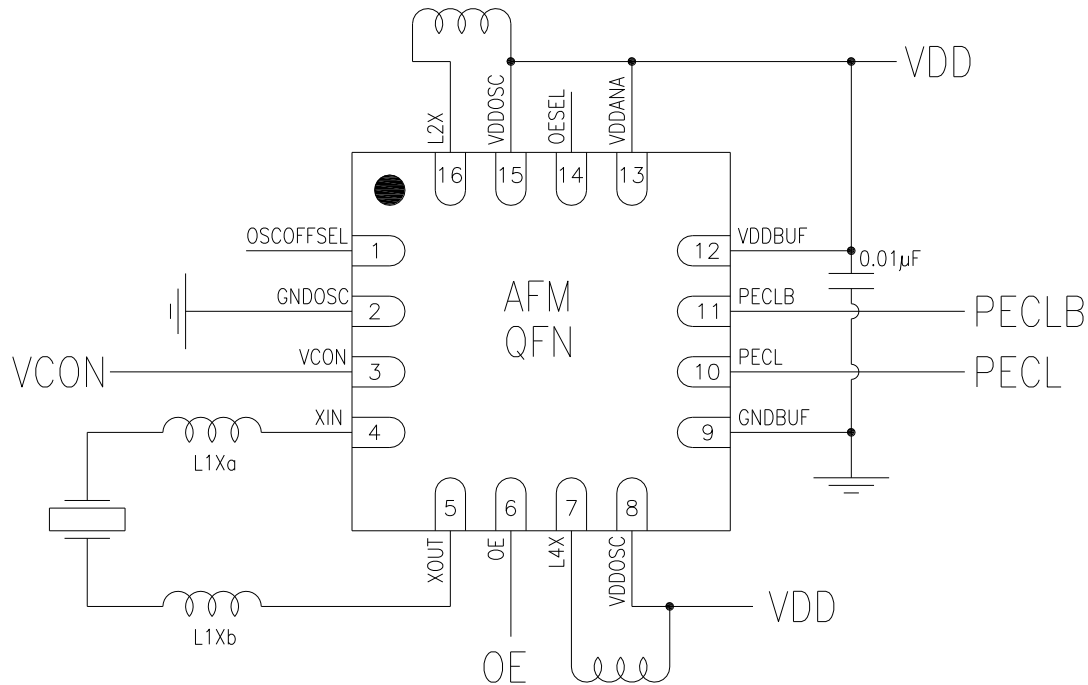 VDD
L2X
VDDOSC
OESEL
VDDANA
16
15
14
13
OSCOFFSEL
1
12
VDDBUF
0.01µF
GNDOSC
2
AFM
QFN
11
PECLB
PECLB
VCON
VCON
3
10
PECL
PECL
XIN
4
9
GNDBUF
L1Xa
5
6
7
8
XOUT
OE
L4X
VDDOSC
L1Xb
VDD
OE